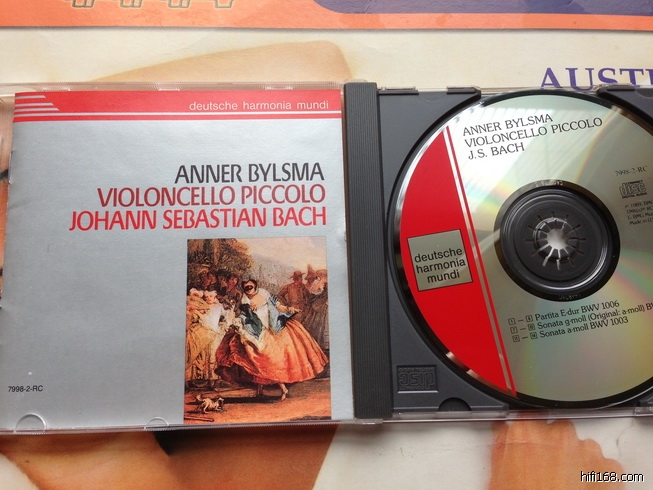 AUST
deutsche harmonia mundi
ANNER BYLSMA
VIOLONCELLO PICCOLO
JOHANN SEBASTIAN BACH
7998-2-RC
ANNER BYLSMA
VIOLONCELLO PICCOLO
J.S. BACH
7998-2-RC
deutsche
harmonia
mundi
Partita E-dur BWV 1006
Sonata g-moll (Original: a-moll)
Sonata a-moll BWV 1003
hifi168.com